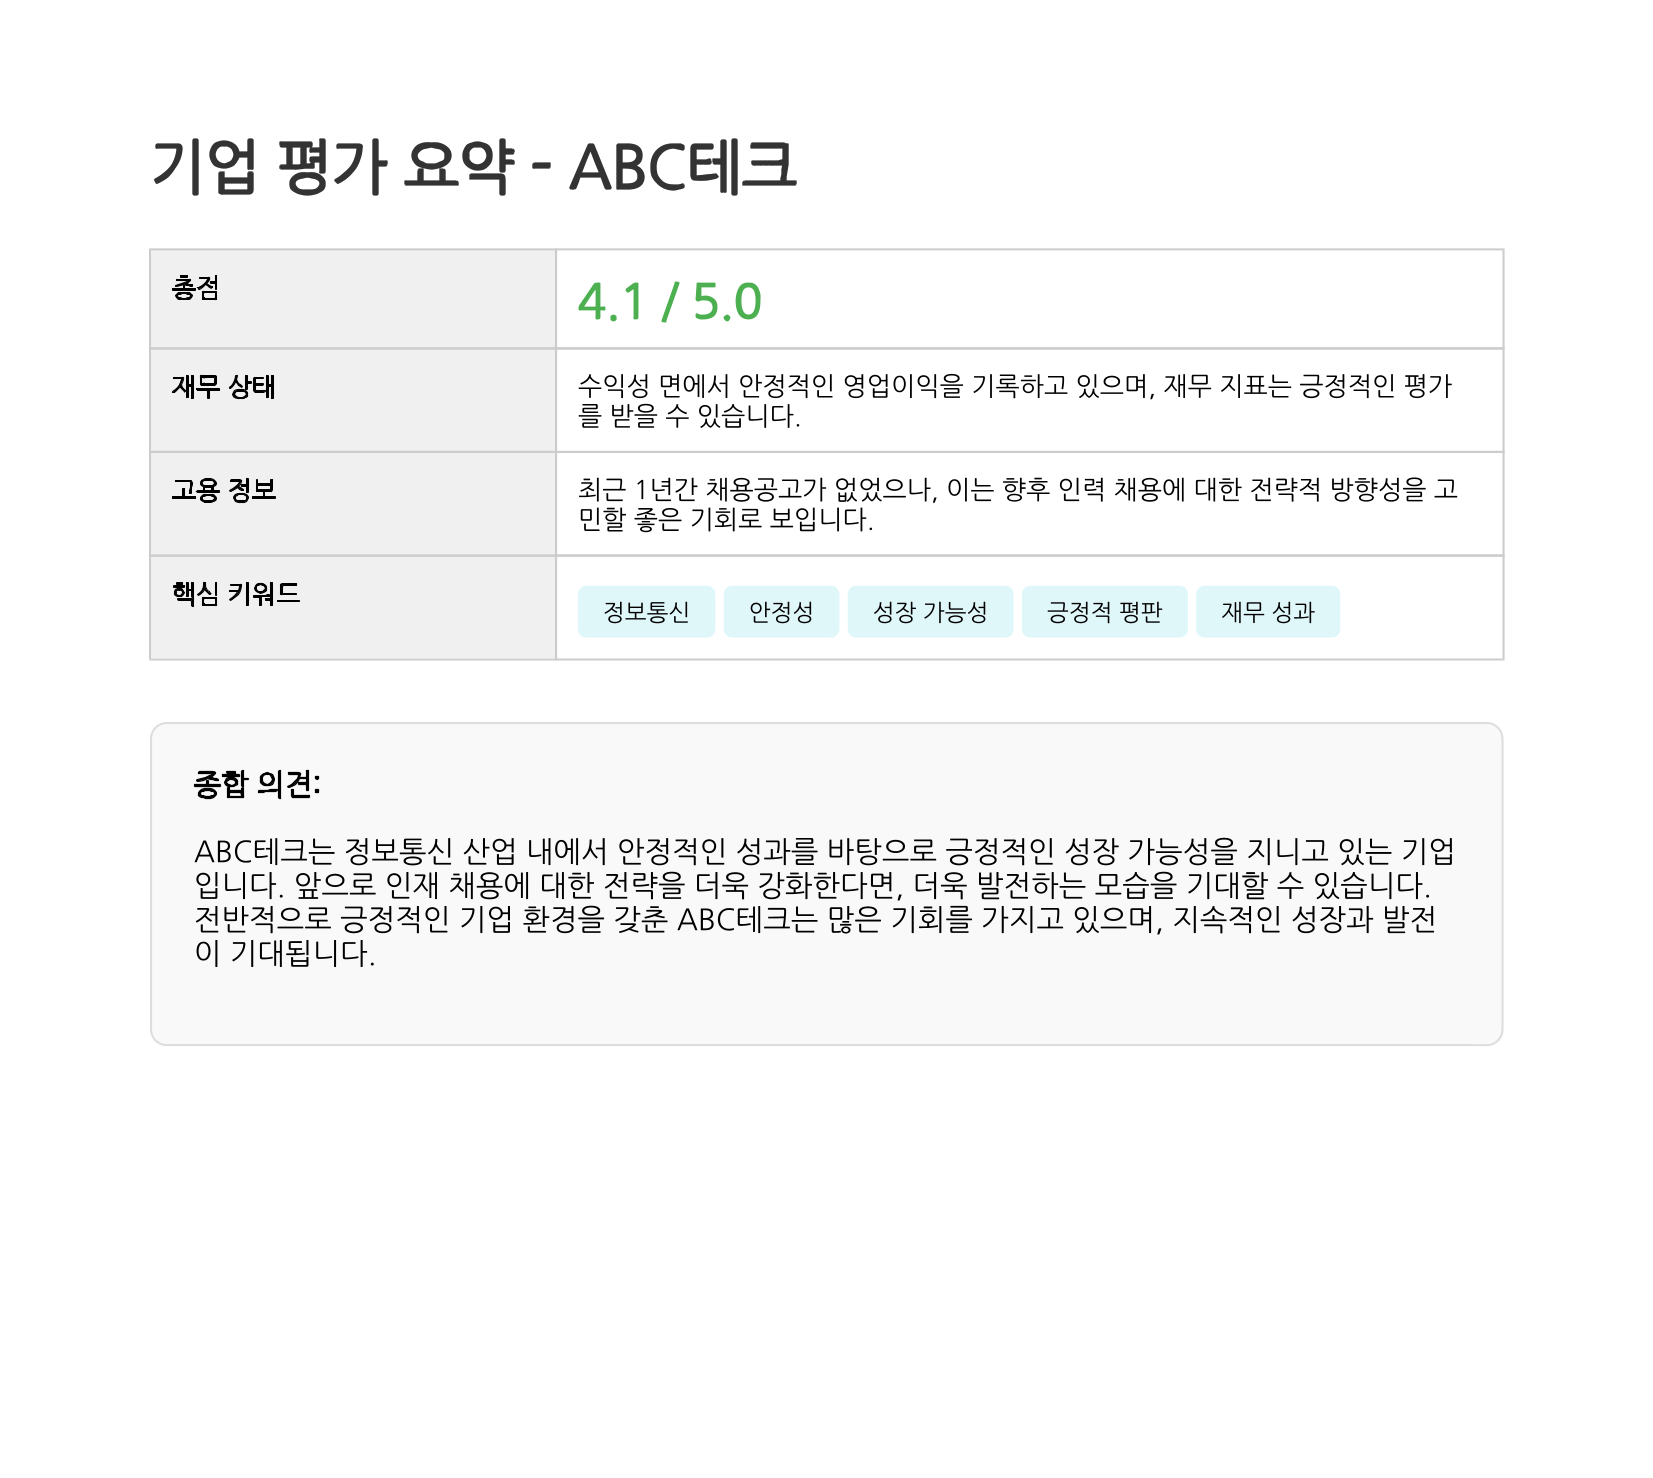 기업 평가 요약 - ABC테크
총점
4.1 / 5.0
재무 상태
수익성 면에서 안정적인 영업이익을 기록하고 있으며, 재무 지표는 긍정적인 평가
를 받을 수 있습니다.
고용 정보
최근 1년간 채용공고가 없었으나, 이는 향후 인력 채용에 대한 전략적 방향성을 고
민할 좋은 기회로 보입니다.
핵심 키워드
정보통신 안정성 성장 가능성 긍정적 평판 재무 성과
종합 의견:
ABC테크는 정보통신 산업 내에서 안정적인 성과를 바탕으로 긍정적인 성장 가능성을 지니고 있는 기업
입니다. 앞으로 인재 채용에 대한 전략을 더욱 강화한다면, 더욱 발전하는 모습을 기대할 수 있습니다.
전반적으로 긍정적인 기업 환경을 갖춘 ABC테크는 많은 기회를 가지고 있으며, 지속적인 성장과 발전
이 기대됩니다.